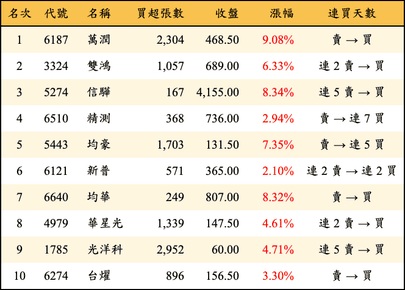 名次 代號 名稱 買超張數 收盤 漲幅 連買天數
1 6187 萬潤 2,304 468.50 9.08% 賣 → 買
2 3324 雙鴻 1,057 689.00 6.33% 連 2 賣 → 買
3 5274 信驊 167 4,155.00 8.34% 連 5 賣 → 買
4 6510 精測 368 736.00 2.94% 賣 → 連 7 買
5 5443 均豪 1,703 131.50 7.35% 賣 → 連 5 買
6 6121 新普 571 365.00 2.10% 連 2 賣 → 連 2 買
7 6640 均華 249 807.00 8.32% 賣 → 買
8 4979 華星光 1,339 147.50 4.61% 連 2 賣 → 買
9 1785 光洋科 2,952 60.00 4.71% 連 5 賣 → 買
10 6274 台燿 896 156.50 3.30% 賣 → 買